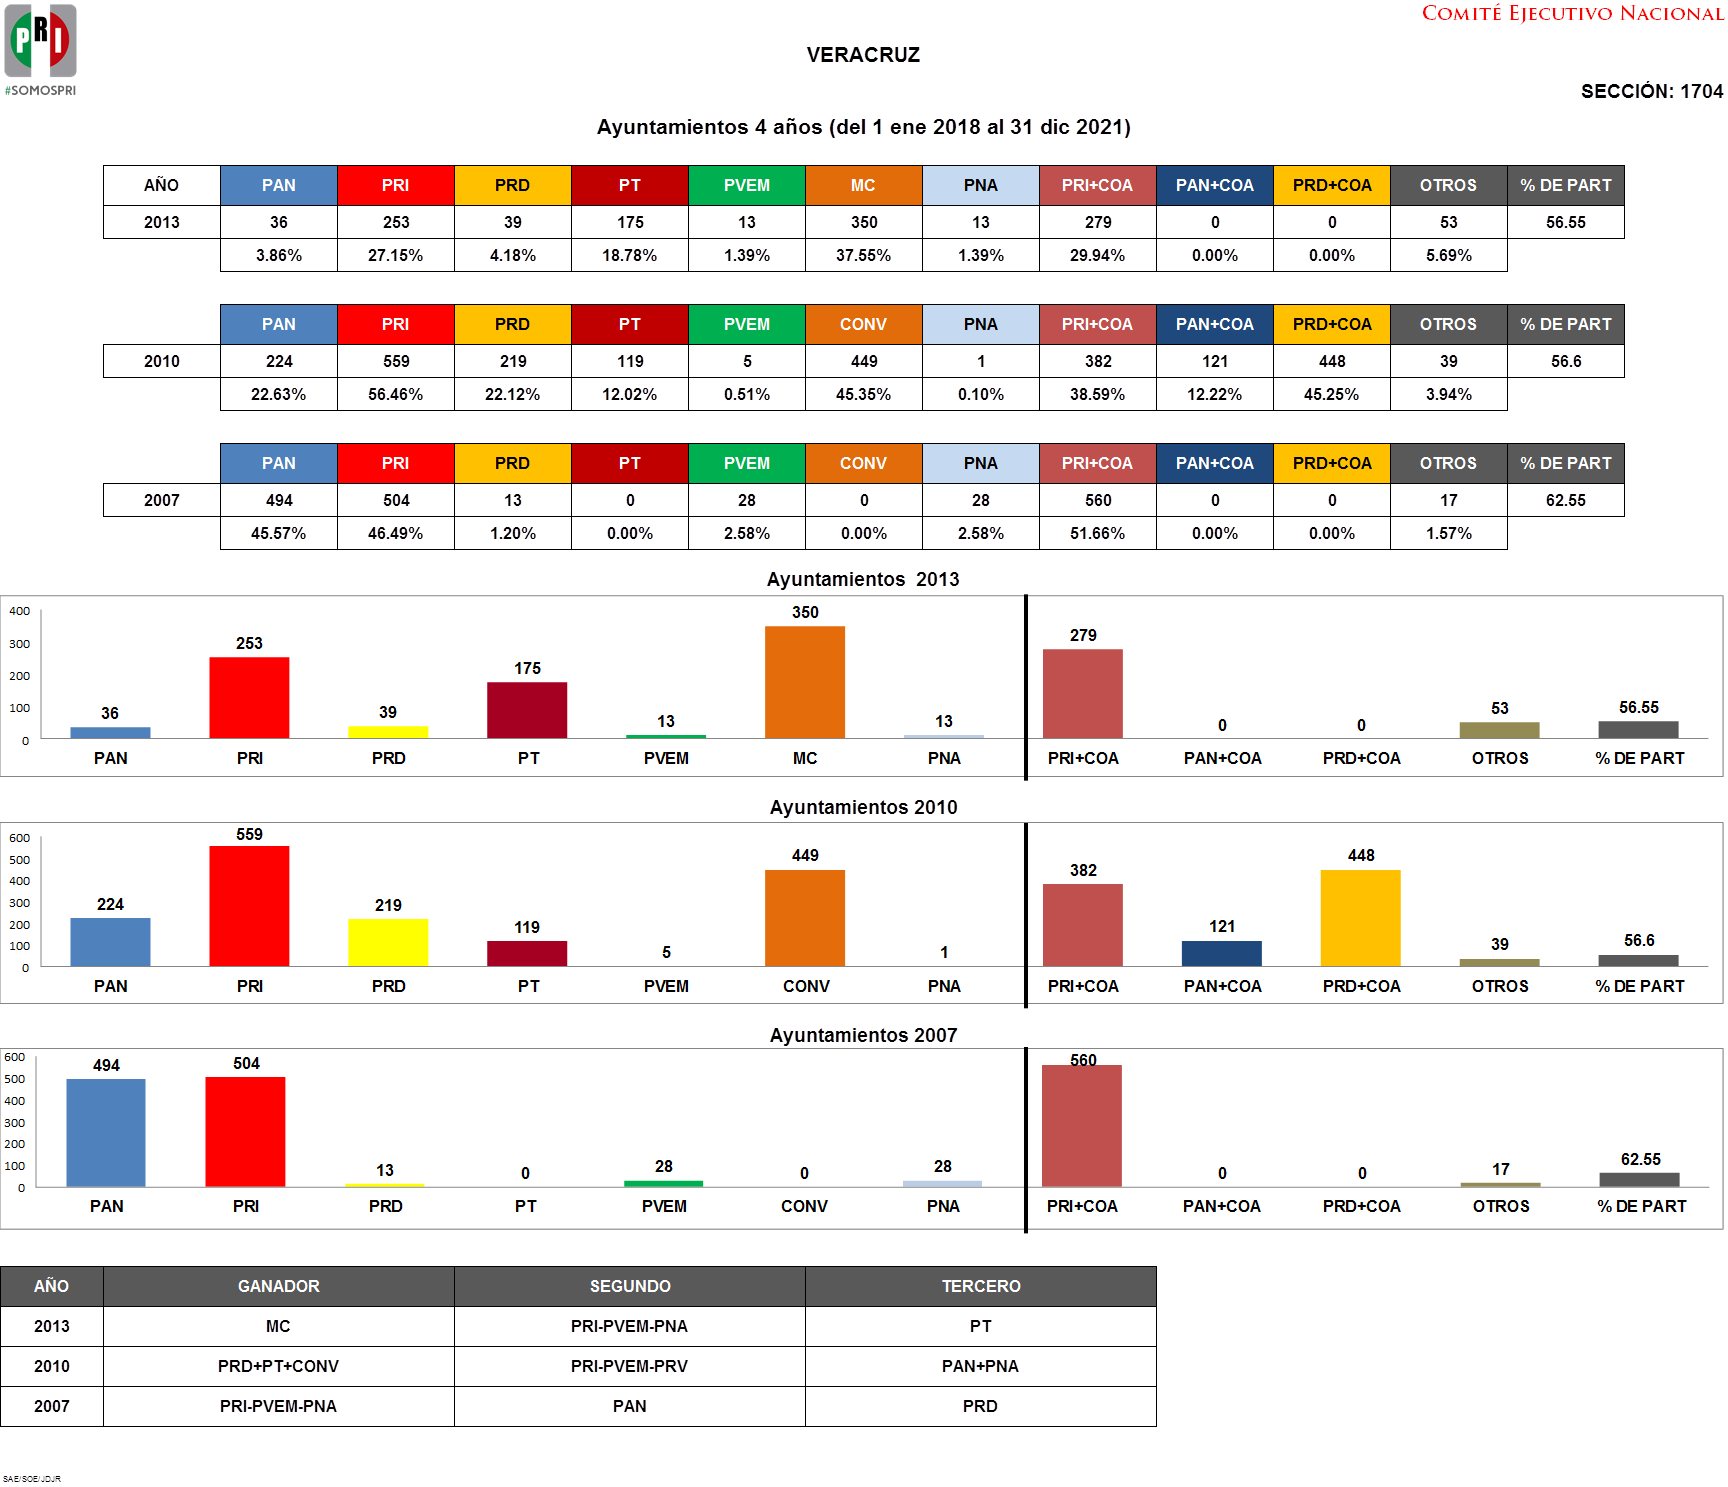 PRI
#SOMOSPRI
COMITÉ EJECUTIVO NACIONAL
VERACRUZ
SECCIÓN: 1704
Ayuntamientos 4 años (del 1 ene 2018 al 31 dic 2021)
AÑO PAN PRI PRD PT PVEM MC PNA PRI+COA PAN+COA PRD+COA OTROS % DE PART
2013 36 253 39 175 13 350 13 279 0 0 53 56.55
3.86% 27.15% 4.18% 18.78% 1.39% 37.55% 1.39% 29.94% 0.00% 0.00% 5.69%
PAN PRI PRD PT PVEM CONV PNA PRI+COA PAN+COA PRD+COA OTROS % DE PART
2010 224 559 219 119 5 449 1 382 121 448 39 56.6
22.63% 56.46% 22.12% 12.02% 0.51% 45.35% 0.10% 38.59% 12.22% 45.25% 3.94%
PAN PRI PRD PT PVEM CONV PNA PRI+COA PAN+COA PRD+COA OTROS % DE PART
2007 494 504 13 0 28 0 28 560 0 0 17 62.55
45.57% 46.49% 1.20% 0.00% 2.58% 0.00% 2.58% 51.66% 0.00% 0.00% 1.57%
Ayuntamientos 2013
400
300
200
100
0
36 253 39 175 13 350 13 279 0 0 53 56.55
PAN PRI PRD PT PVEM MC PNA PRI+COA PAN+COA PRD+COA OTROS % DE PART
Ayuntamientos 2010
600
500
400
300
200
100
0
224 559 219 119 5 449 1 382 121 448 39 56.6
PAN PRI PRD PT PVEM CONV PNA PRI+COA PAN+COA PRD+COA OTROS % DE PART
Ayuntamientos 2007
600
500
400
300
200
100
0
494 504 13 0 28 0 28 560 0 0 17 62.55
PAN PRI PRD PT PVEM CONV PNA PRI+COA PAN+COA PRD+COA OTROS % DE PART
AÑO GANADOR SEGUNDO TERCERO
2013 MC PRI-PVEM-PNA PT
2010 PRD+PT+CONV PRI-PVEM-PRV PAN+PNA
2007 PRI-PVEM-PNA PAN PRD
SAE/SOE/JDJR